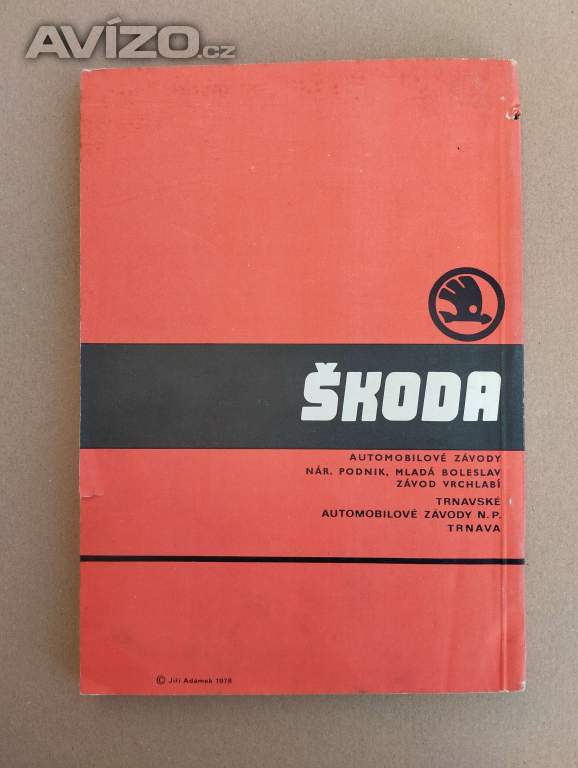 AVÍZO.cz
ŠKODA
AUTOMOBILOVÉ ZÁVODY
NÁR. PODNIK, MLADÁ BOLESLAV
ZÁVOD VRCHLABÍ
TRNAVSKÉ
AUTOMOBILOVÉ ZÁVODY N.P.
TRNAVA
© Jiří Adámek 1978